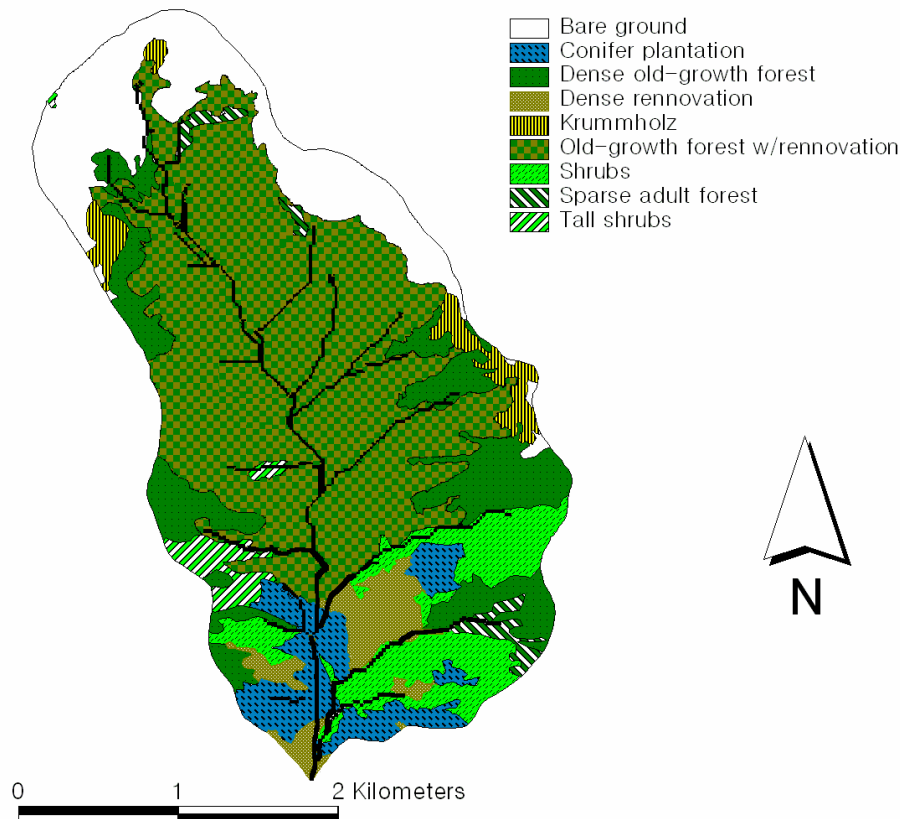 Bare ground
Conifer plantation
Dense old-growth forest
Dense rennovation
Krummholz
Old-growth forest w/rennovation
Shrubs
Sparse adult forest
Tall shrubs
N
0 1 2 Kilometers